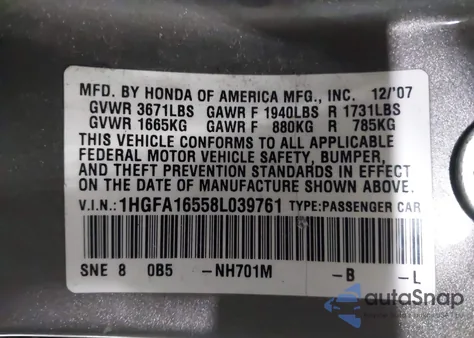 MFD. BY HONDA OF AMERICA MFG., INC. 12/'07
GVWR 3671LBS GAWR F 1940LBS R 1731LBS
GVWR 1665KG GAWR F 880KG R 785KG
THIS VEHICLE CONFORMS TO ALL APPLICABLE
FEDERAL MOTOR VEHICLE SAFETY, BUMPER,
AND THEFT PREVENTION STANDARDS IN EFFECT
ON THE DATE OF MANUFACTURE SHOWN ABOVE.
V.I.N.:1HGFA16558L039761 TYPE:PASSENGER CAR
SNE 8 0B5 -NH701M -B -L
autoSnap